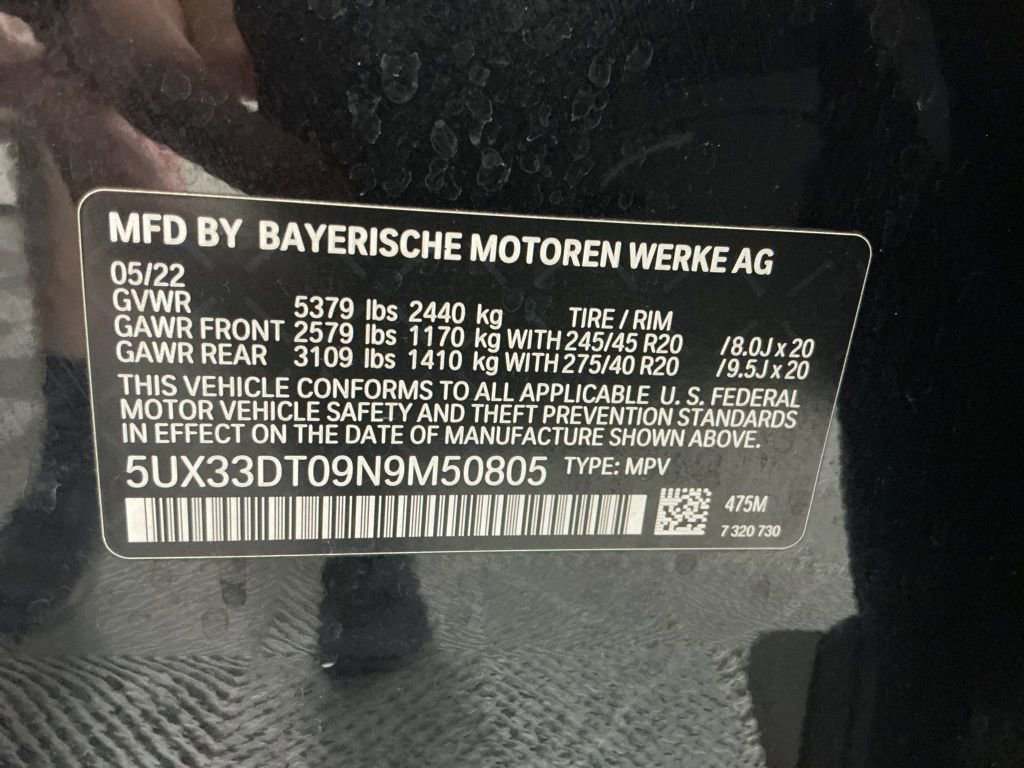 MFD BY BAYERISCHE MOTOREN WERKE AG
05/22
GVWR 5379 lbs 2440 kg TIRE / RIM
GAWR FRONT 2579 lbs 1170 kg WITH 245/45 R20 /8.0J x 20
GAWR REAR 3109 lbs 1410 kg WITH 275/40 R20 /9.5J x 20
THIS VEHICLE CONFORMS TO ALL APPLICABLE U. S. FEDERAL
MOTOR VEHICLE SAFETY AND THEFT PREVENTION STANDARDS
IN EFFECT ON THE DATE OF MANUFACTURE SHOWN ABOVE.
5UX33DT09N9M50805 TYPE: MPV
475M
7 320 730